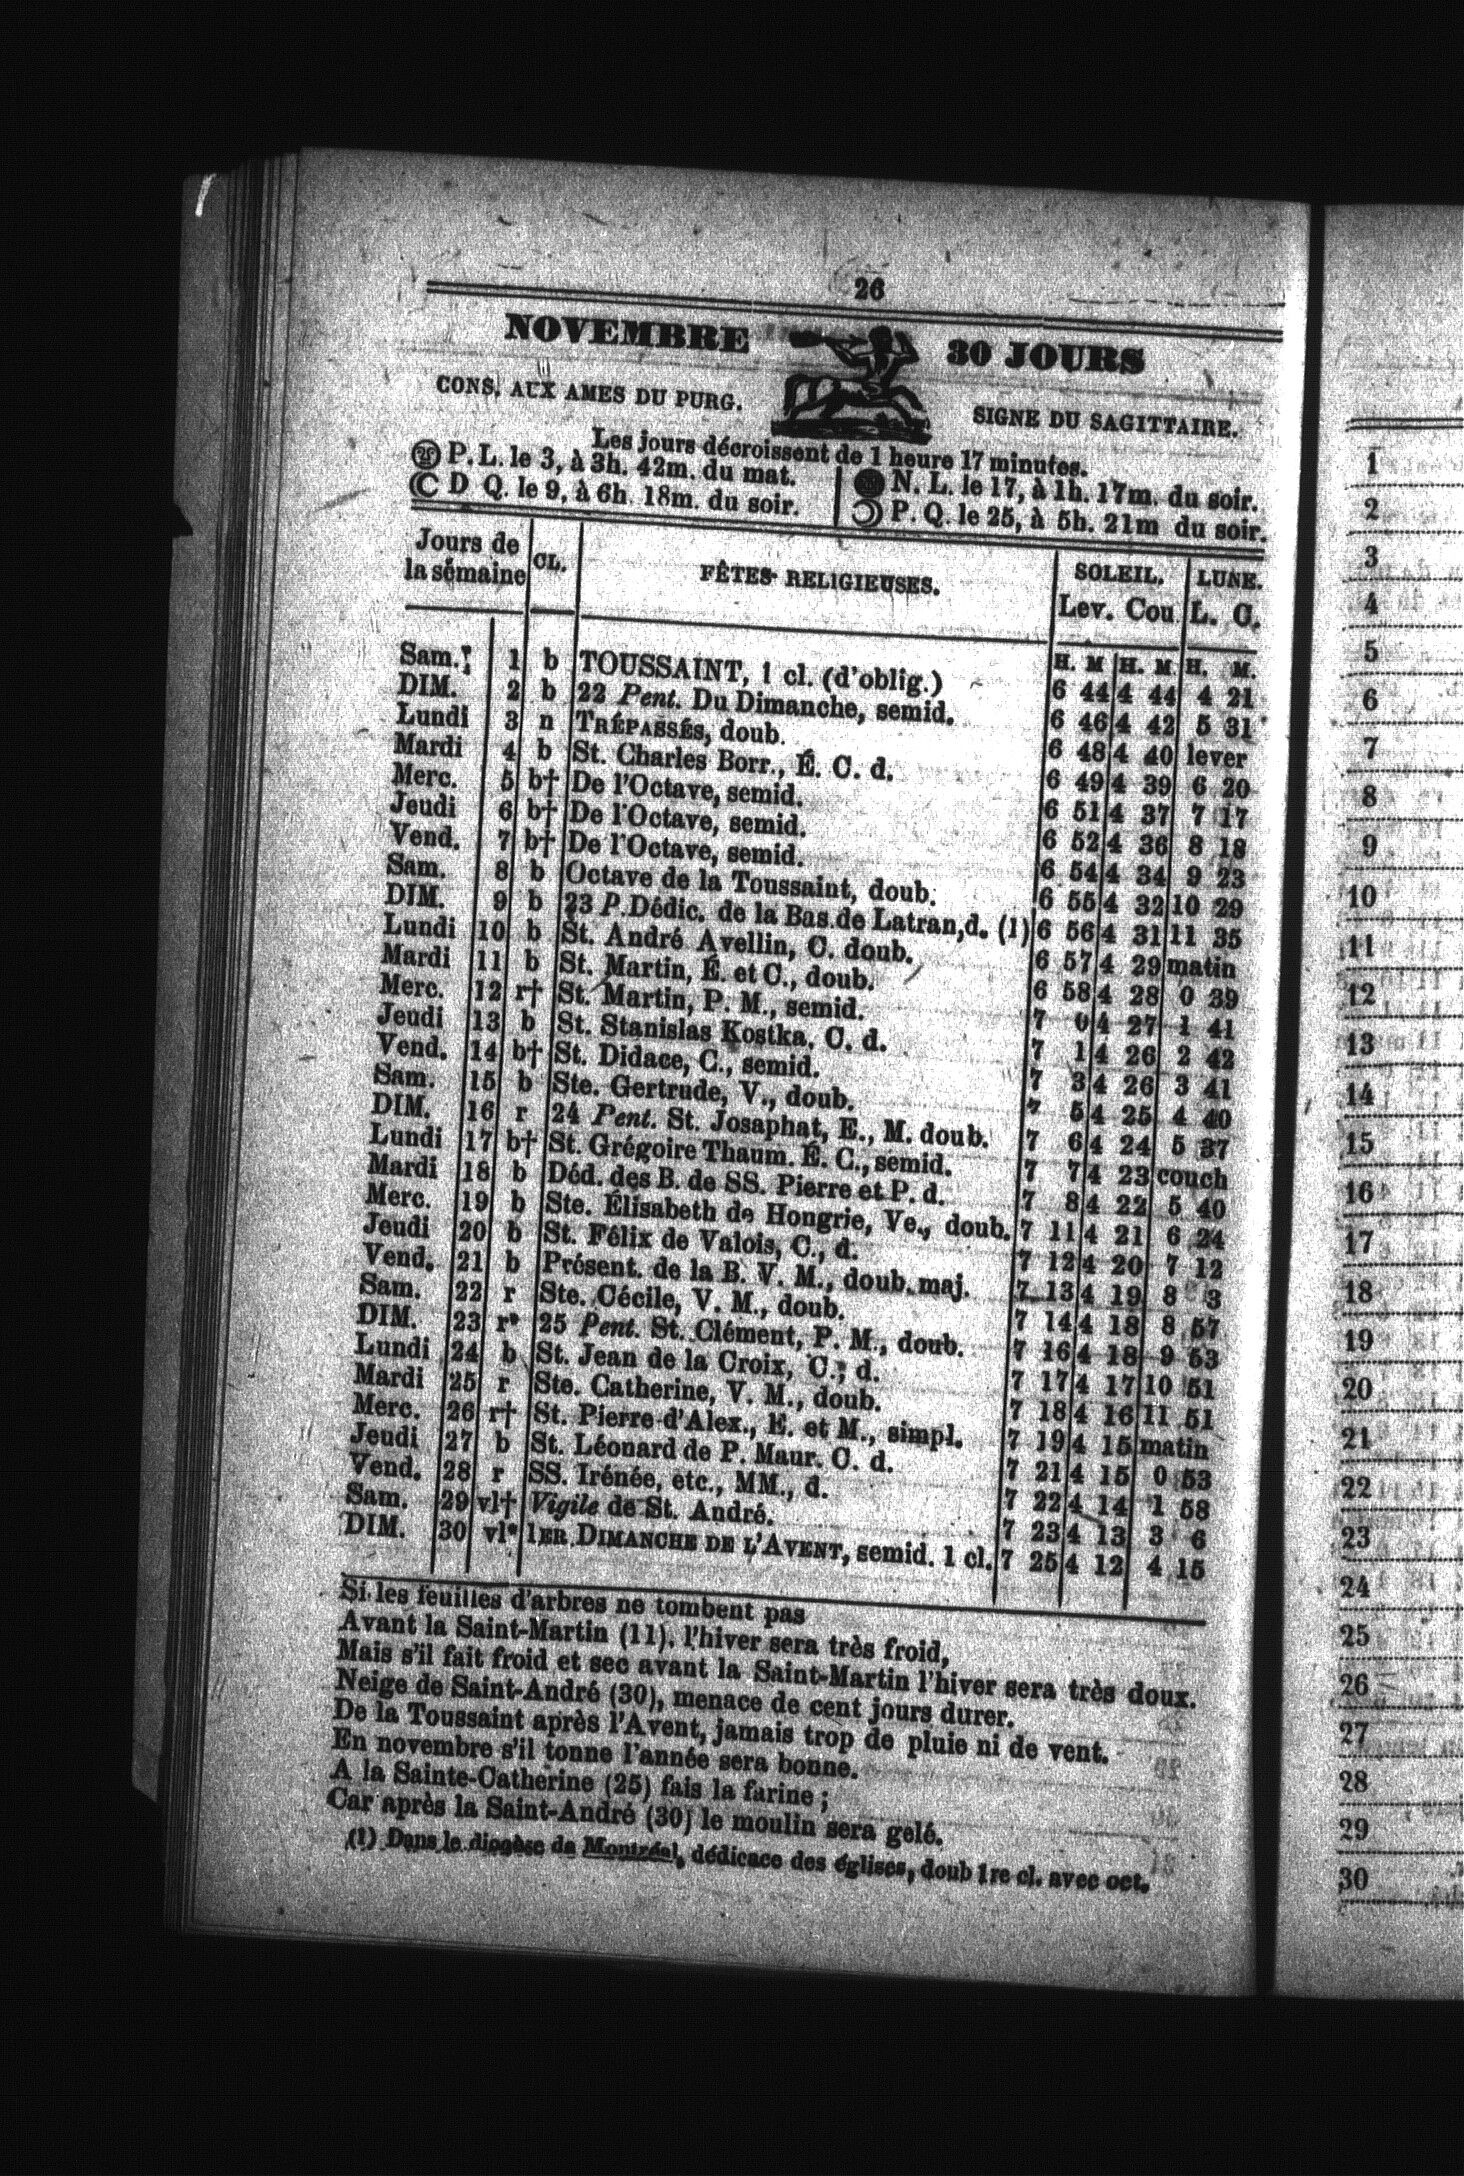 26
NOVEMBRE 30 JOURS
CONS. AUX AMES DU PURG. SIGNE DU SAGITTAIRE.
Les jours décroissent de 1 heure 17 minutes.
P. L. le 3, à 3h. 42m. du mat. N. L. le 17, à 1h. 17m. du soir.
D Q. le 9, à 6h. 18m. du soir. P. Q. le 25, à 5h. 21m du soir.
Jours de la semaine CL. FÊTES RELIGIEUSES. SOLEIL. LUNE.
Lev. Cou. L. C.
H. M H. M H. M.
Sam. 1 b TOUSSAINT, 1 cl. (d'oblig.) 6 44 4 44 4 21
DIM. 2 b 22 Pent. Du Dimanche, semid. 6 46 4 42 5 31
Lundi 3 n TRÉPASSÉS, doub. 6 48 4 40 lever
Mardi 4 b St. Charles Borr., É. C. d. 6 49 4 39 6 20
Merc. 5 b† De l'Octave, semid. 6 51 4 37 7 17
Jeudi 6 b† De l'Octave, semid. 6 52 4 36 8 18
Vend. 7 b† De l'Octave, semid. 6 54 4 34 9 23
Sam. 8 b Octave de la Toussaint, doub. 6 55 4 32 10 29
DIM. 9 b 23 P. Dédic. de la Bas. de Latran, d. (1) 6 56 4 31 11 35
Lundi 10 b St. André Avellin, C. doub. 6 57 4 29 matin
Mardi 11 b St. Martin, É. et C., doub. 6 58 4 28 0 39
Merc. 12 r† St. Martin, P. M., semid. 7 0 4 27 1 41
Jeudi 13 b St. Stanislas Kostka, C. d. 7 1 4 26 2 42
Vend. 14 b† St. Didace, C., semid. 7 3 4 26 3 41
Sam. 15 b Ste. Gertrude, V., doub. 7 5 4 25 4 40
DIM. 16 r 24 Pent. St. Josaphat, E., M. doub. 7 6 4 24 5 37
Lundi 17 b† St. Grégoire Thaum. É. C., semid. 7 7 4 23 couch
Mardi 18 b Déd. des B. de SS. Pierre et P. d. 7 8 4 22 5 40
Merc. 19 b Ste. Élisabeth de Hongrie, Ve., doub. 7 11 4 21 6 24
Jeudi 20 b St. Félix de Valois, C., d. 7 12 4 20 7 12
Vend. 21 b Présent. de la B. V. M., doub. maj. 7 13 4 19 8 3
Sam. 22 r Ste. Cécile, V. M., doub. 7 14 4 18 8 57
DIM. 23 r* 25 Pent. St. Clément, P. M., doub. 7 16 4 18 9 53
Lundi 24 b St. Jean de la Croix, C., d. 7 17 4 17 10 51
Mardi 25 r Ste. Catherine, V. M., doub. 7 18 4 16 11 51
Merc. 26 r† St. Pierre d'Alex., E. et M., simpl. 7 19 4 15 matin
Jeudi 27 b St. Léonard de P. Maur. C. d. 7 21 4 15 0 53
Vend. 28 r SS. Irénée, etc., MM., d. 7 22 4 14 1 58
Sam. 29 vl† Vigile de St. André. 7 23 4 13 3 6
DIM. 30 vl* 1ER DIMANCHE DE L'AVENT, semid. 1 cl. 7 25 4 12 4 15
Si les feuilles d'arbres ne tombent pas
Avant la Saint-Martin (11), l'hiver sera très froid,
Mais s'il fait froid et sec avant la Saint-Martin l'hiver sera très doux.
Neige de Saint-André (30), menace de cent jours durer.
De la Toussaint après l'Avent, jamais trop de pluie ni de vent.
En novembre s'il tonne l'année sera bonne.
A la Sainte-Catherine (25) fais la farine ;
Car après la Saint-André (30) le moulin sera gelé.
(1) Dans le diocèse de Montréal, dédicace des églises, doub 1re cl. avec oct.
1
2
3
4
5
6
7
8
9
10
11
12
13
14
15
16
17
18
19
20
21
22
23
24
25
26
27
28
29
30